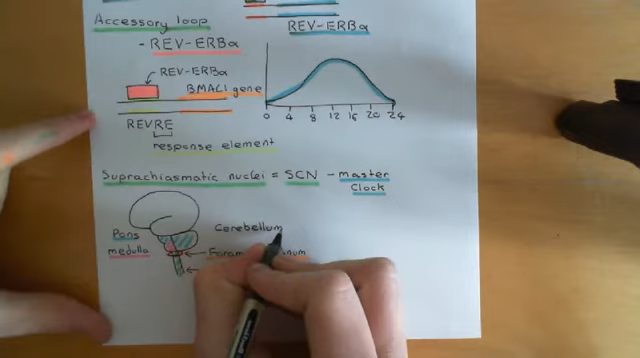 REV-ERBα
Accessory loop
- REV-ERBα
REV-ERBα
BMAL1 gene
REVRE
response element
0 4 8 12 16 20 24
Suprachiasmatic nuclei = SCN - master
Clock
Pons
medulla
Cerebellum